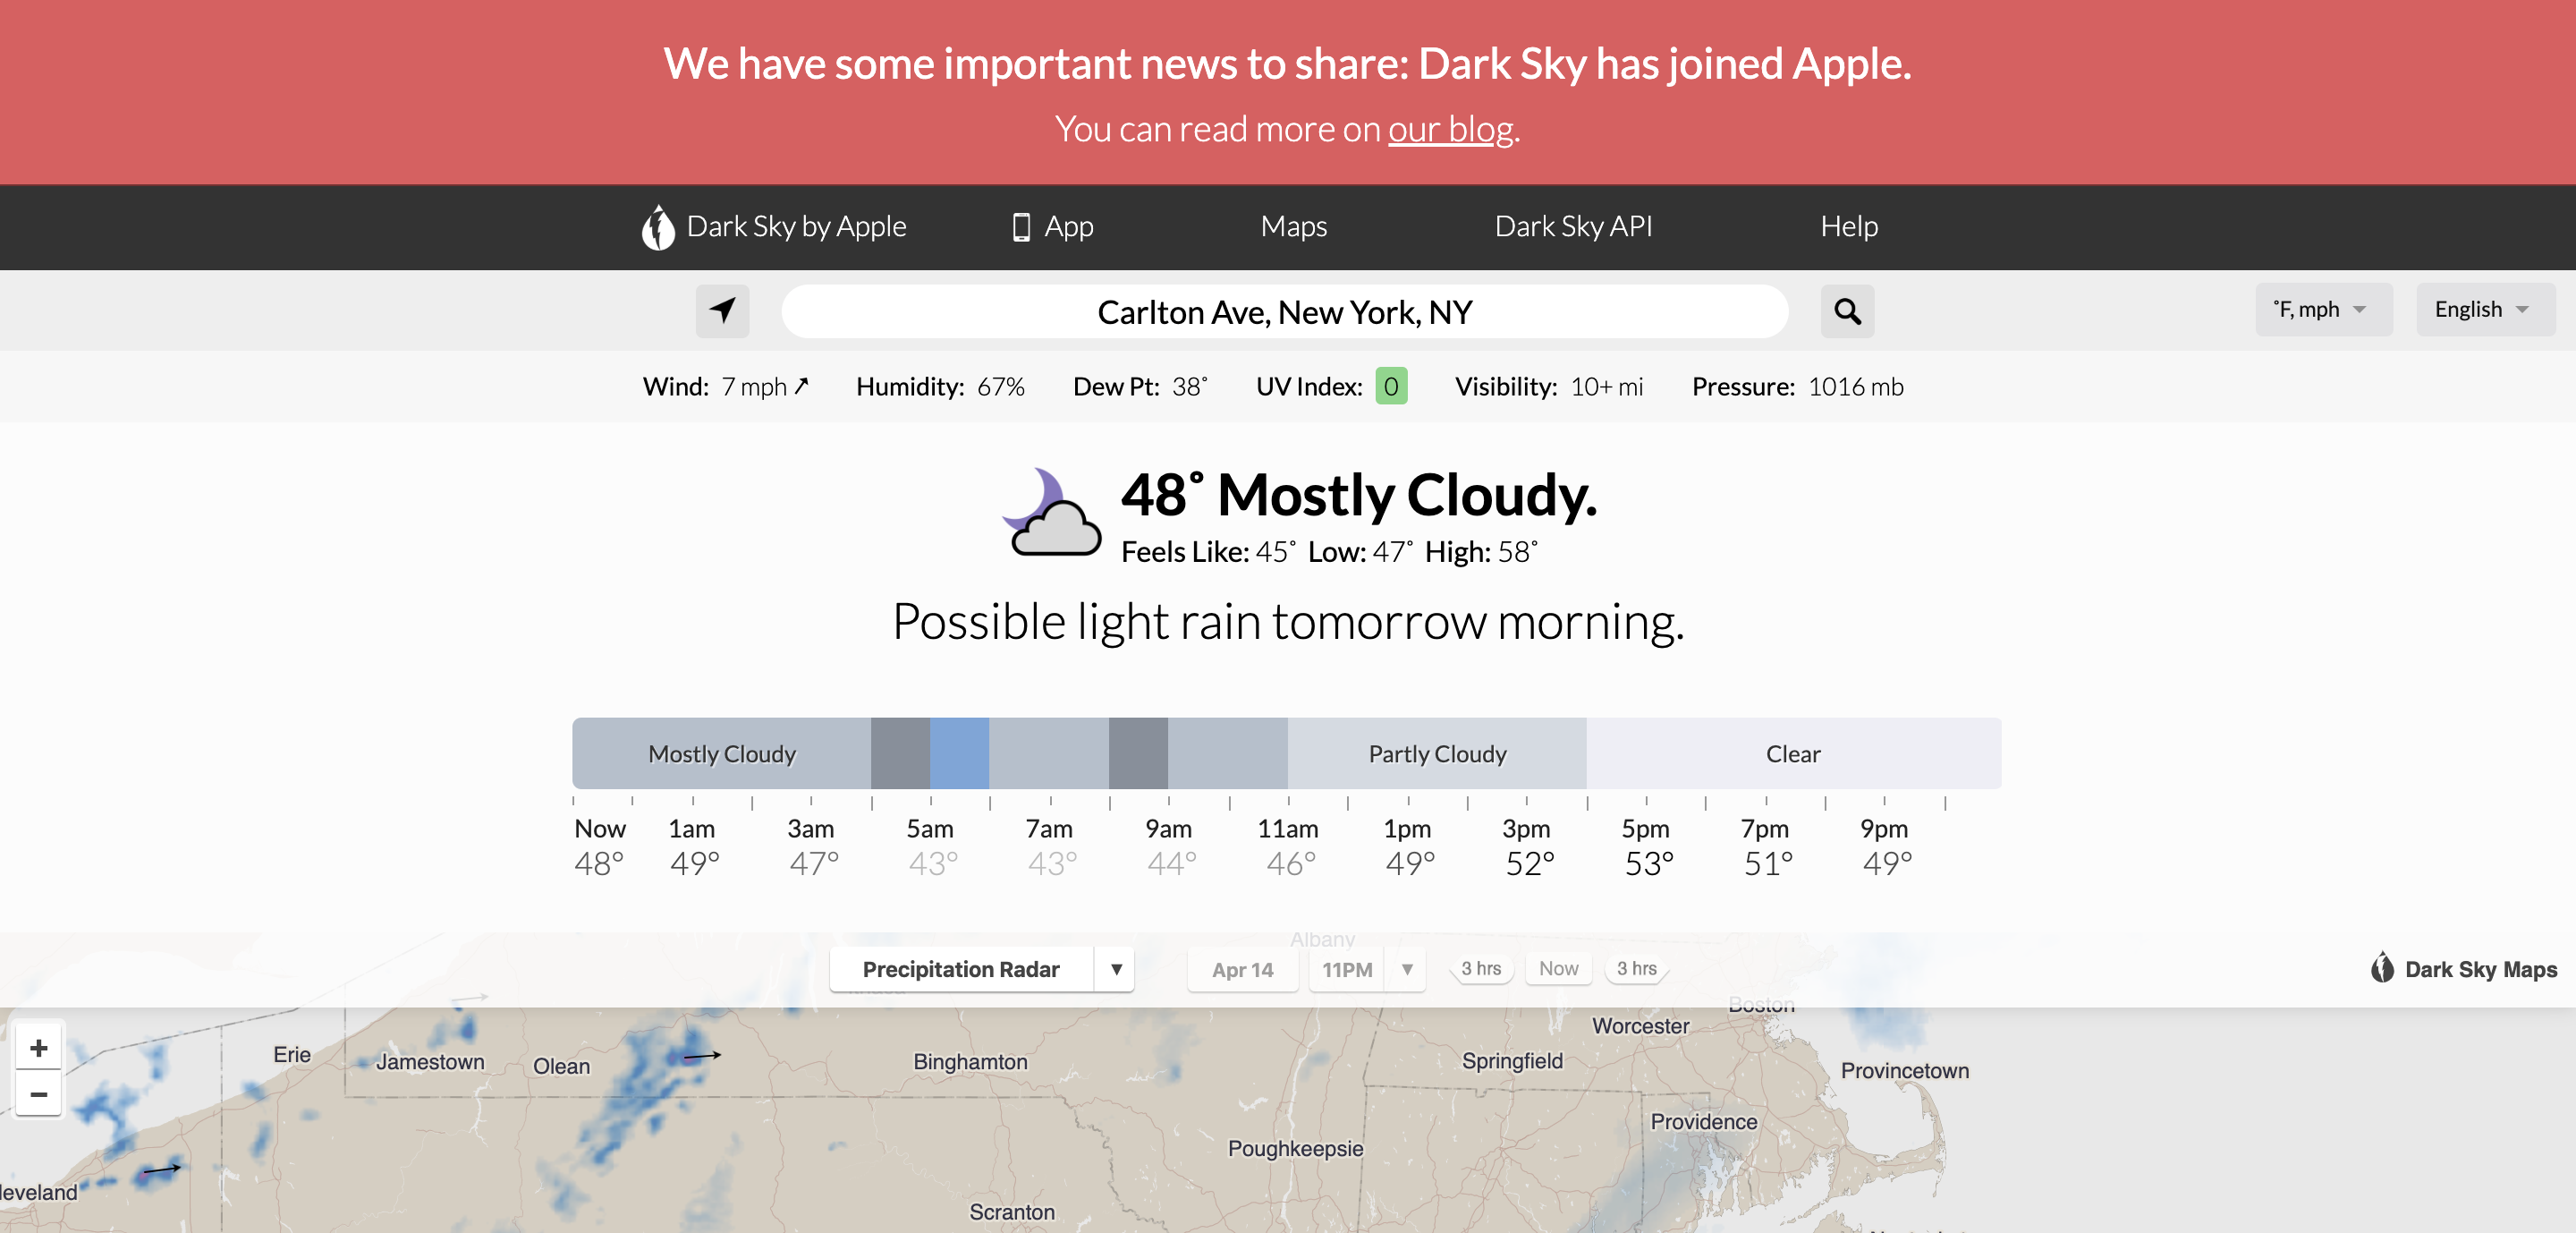 We have some important news to share: Dark Sky has joined Apple.
You can read more on our blog.
Dark Sky by Apple App Maps Dark Sky API Help
Carlton Ave, New York, NY
˚F, mph English
Wind: 7 mph Humidity: 67% Dew Pt: 38˚ UV Index: 0 Visibility: 10+ mi Pressure: 1016 mb
48˚ Mostly Cloudy.
Feels Like: 45˚ Low: 47˚ High: 58˚
Possible light rain tomorrow morning.
Mostly Cloudy Partly Cloudy Clear
Now 1am 3am 5am 7am 9am 11am 1pm 3pm 5pm 7pm 9pm
48° 49° 47° 43° 43° 44° 46° 49° 52° 53° 51° 49°
Albany
Precipitation Radar ▼ Apr 14 11PM ▼ 3 hrs Now 3 hrs Dark Sky Maps
Boston
Worcester
+
Erie Jamestown Olean Binghamton Springfield Provincetown
−
Providence
Poughkeepsie
leveland
Scranton